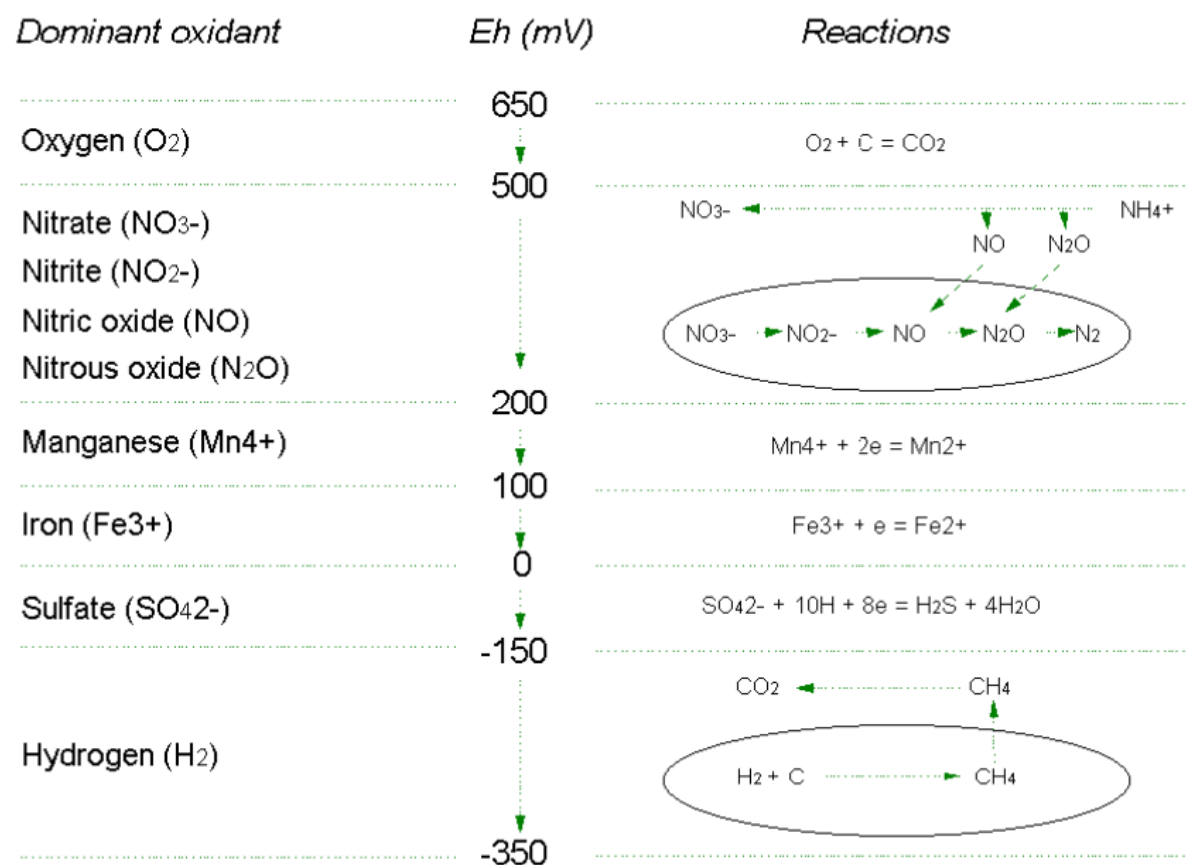 Dominant oxidant Eh (mV) Reactions
650
Oxygen (O2) O2 + C = CO2
500
NO3- NH4+
Nitrate (NO3-)
NO N2O
Nitrite (NO2-)
Nitric oxide (NO) NO3- NO2- NO N2O N2
Nitrous oxide (N2O)
200
Manganese (Mn4+) Mn4+ + 2e = Mn2+
100
Iron (Fe3+) Fe3+ + e = Fe2+
0
Sulfate (SO42-) SO42- + 10H + 8e = H2S + 4H2O
-150
CO2 CH4
Hydrogen (H2) H2 + C CH4
-350